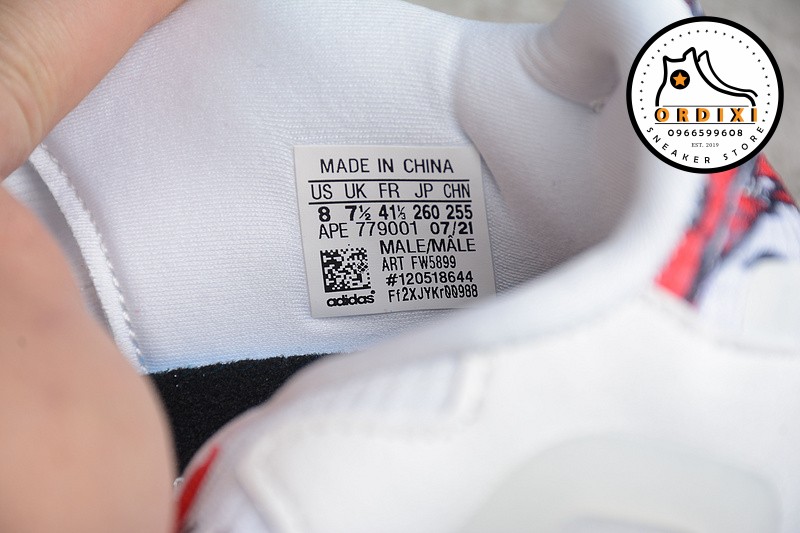 MADE IN CHINA
US UK FR JP CHN
8 7½ 41⅓ 260 255
APE 779001 07/21
MALE/MÂLE
ART FW5899
#120518644
Ff2XJYKr00988
adidas
ORDIXI
0966599608
EST. 2019
SNEAKER STORE